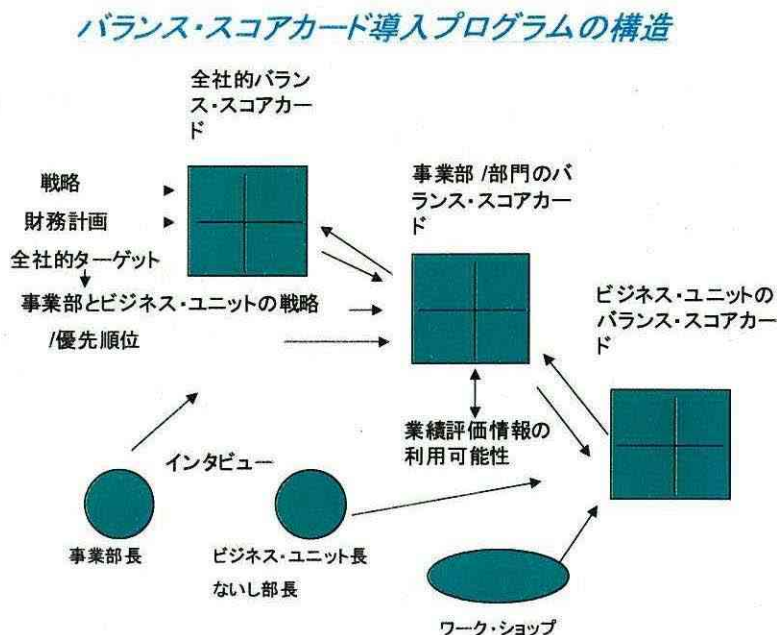 バランス・スコアカード導入プログラムの構造
全社的バラン
ス・スコアカー
ド
戦略
財務計画
全社的ターゲット
事業部とビジネス・ユニットの戦略
/優先順位
事業部/部門のバ
ランス・スコアカー
ド
ビジネス・ユニットの
バランス・スコアカー
ド
業績評価情報の
利用可能性
インタビュー
事業部長
ビジネス・ユニット長
ないし部長
ワーク・ショップ